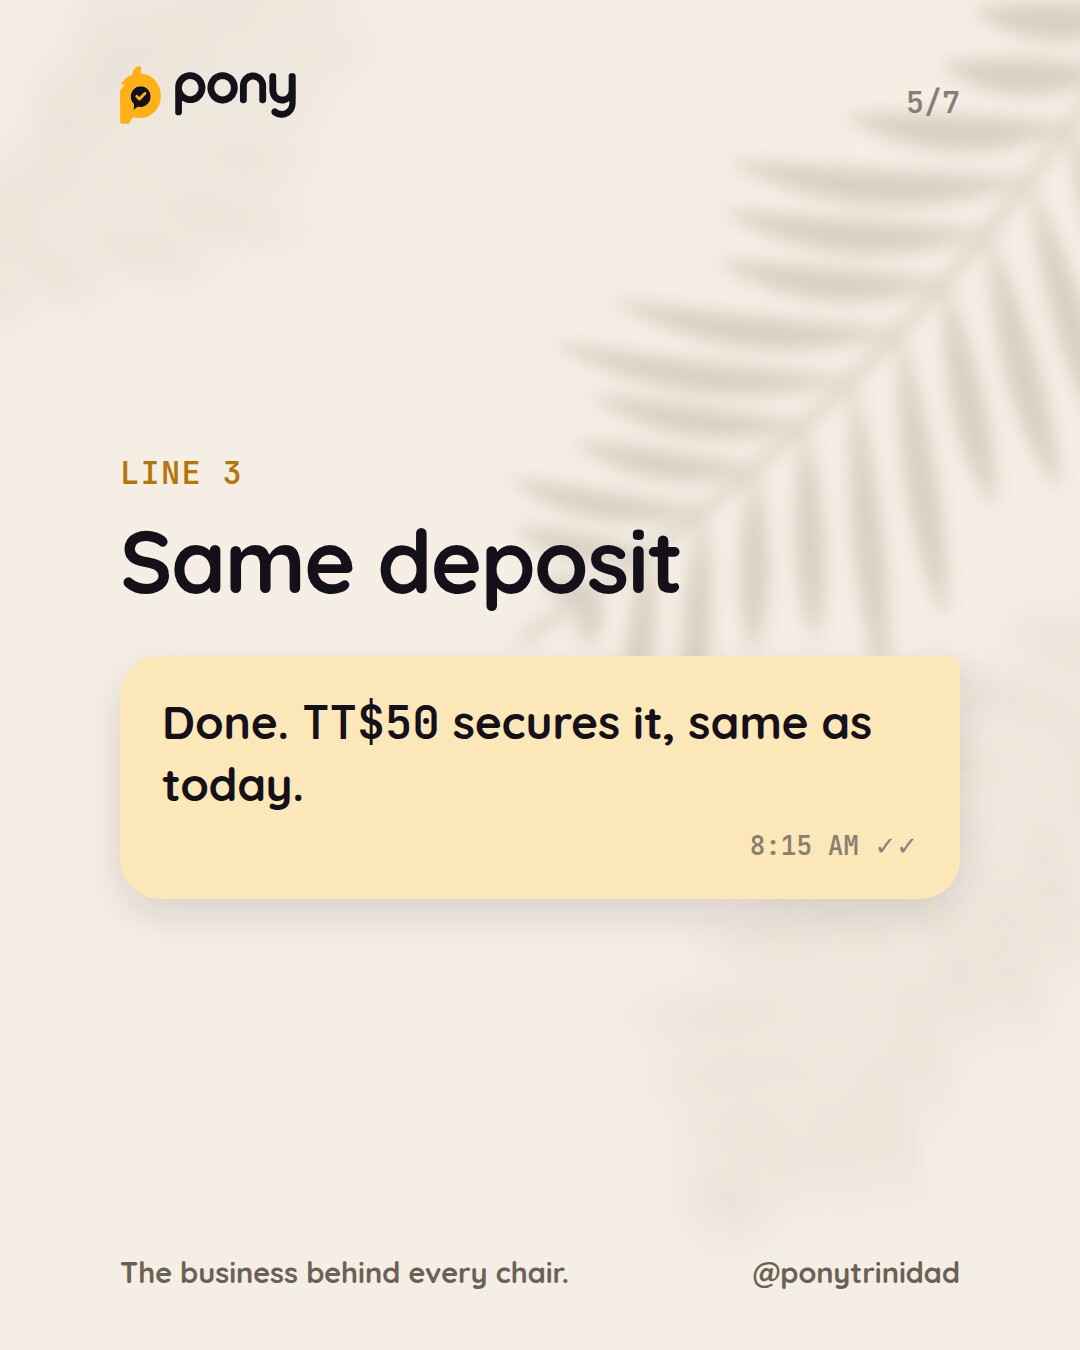 pony
5/7
LINE 3
Same deposit
Done. TT$50 secures it, same as
today.
8:15 AM ✓✓
The business behind every chair.
@ponytrinidad